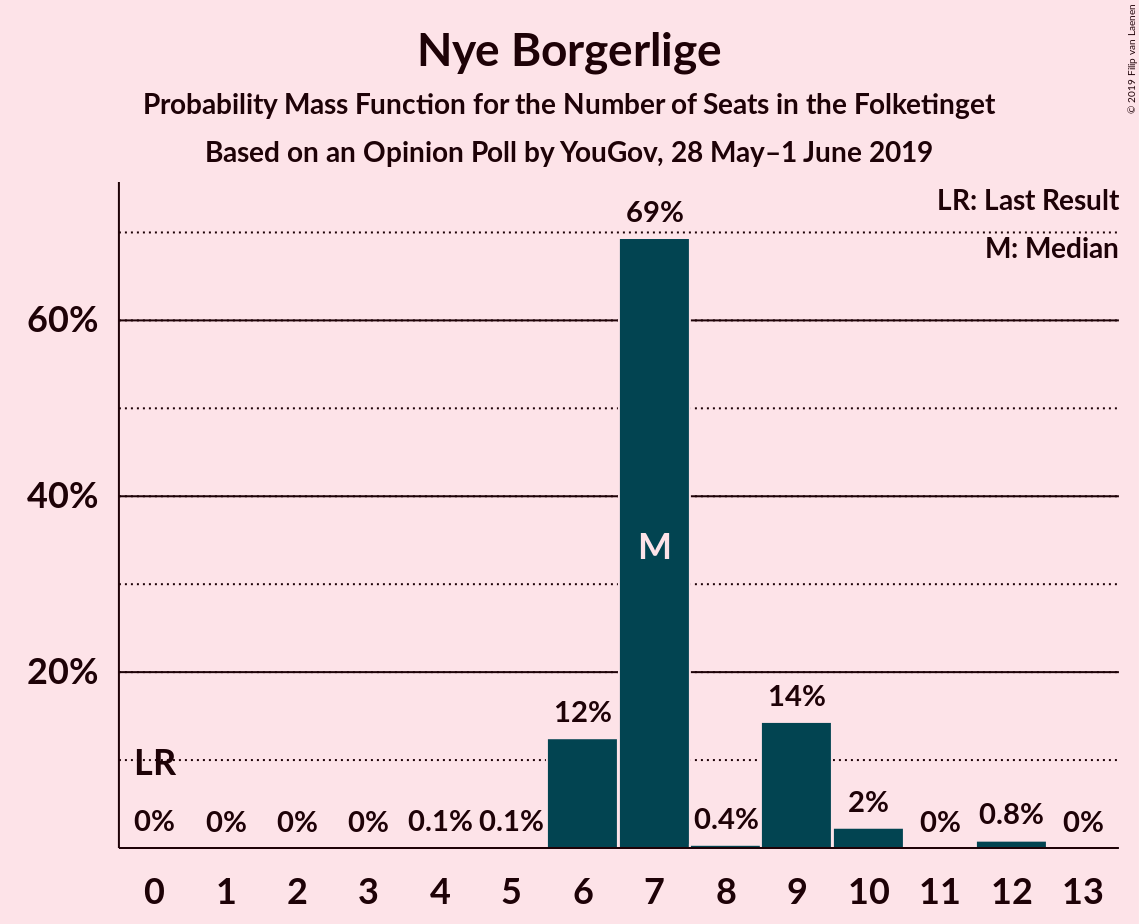 Nye Borgerlige
Probability Mass Function for the Number of Seats in the Folketinget
Based on an Opinion Poll by YouGov, 28 May–1 June 2019
© 2019 Filip van Laenen
LR: Last Result
M: Median
69%
60%
40%
M
20%
14%
12%
LR
2%
0.8%
0% 0% 0% 0% 0.1% 0.1% 0.4% 0% 0%
0 1 2 3 4 5 6 7 8 9 10 11 12 13